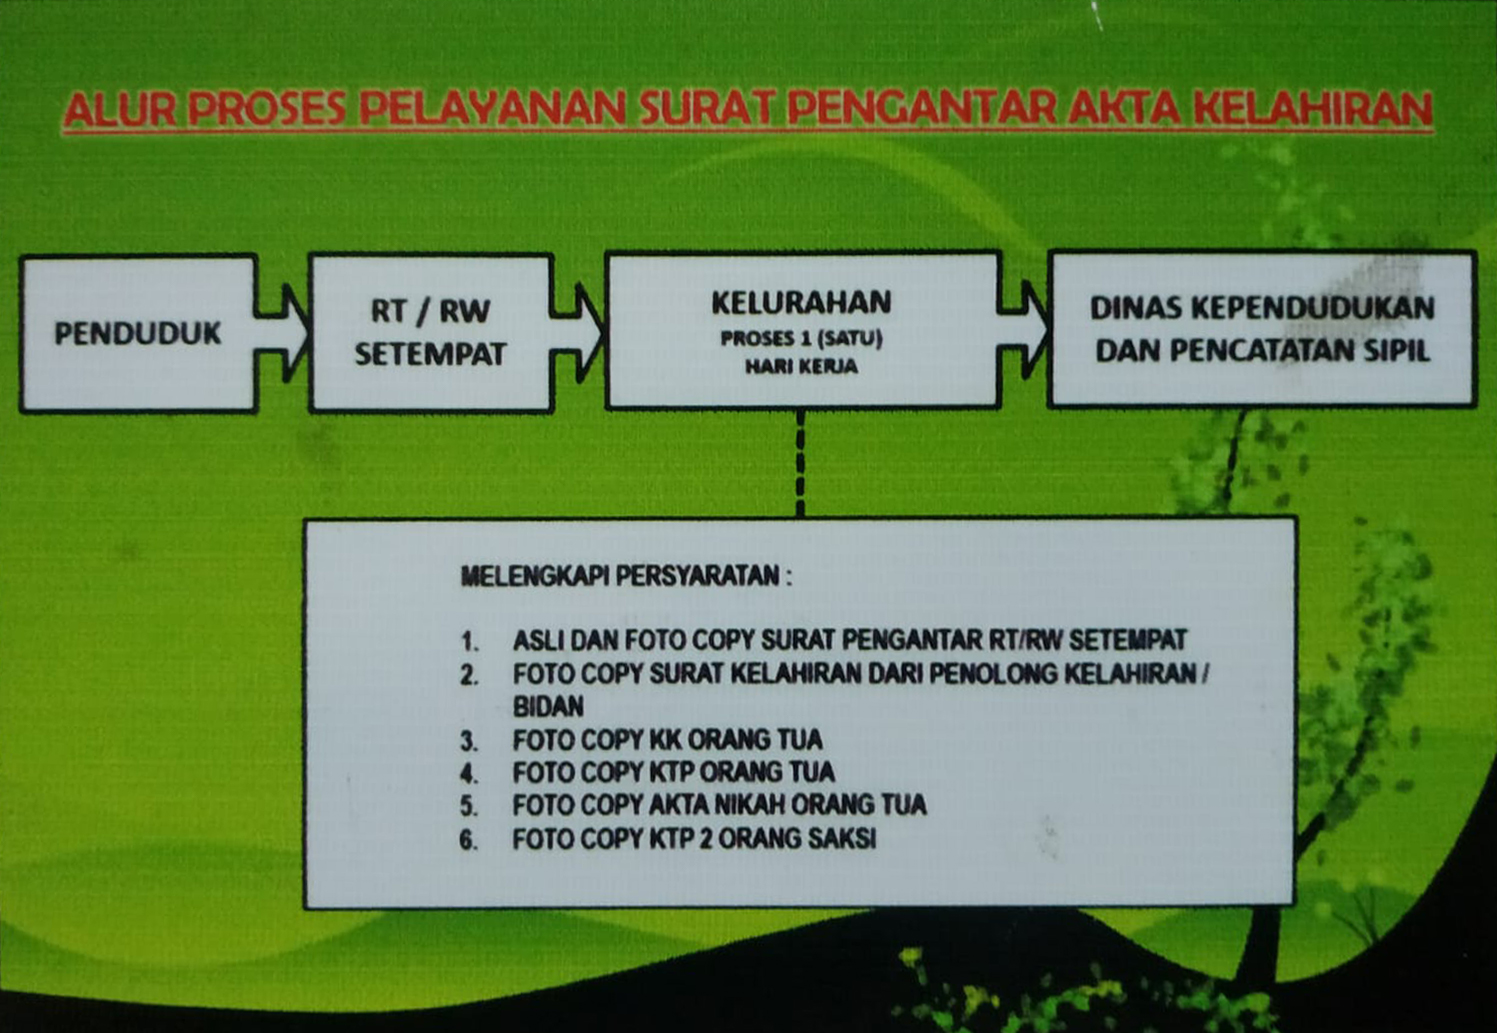 ALUR PROSES PELAYANAN SURAT PENGANTAR AKTA KELAHIRAN
PENDUDUK
RT / RW
SETEMPAT
KELURAHAN
PROSES 1 (SATU)
HARI KERJA
DINAS KEPENDUDUKAN
DAN PENCATATAN SIPIL
MELENGKAPI PERSYARATAN :
1. ASLI DAN FOTO COPY SURAT PENGANTAR RT/RW SETEMPAT
2. FOTO COPY SURAT KELAHIRAN DARI PENOLONG KELAHIRAN /
BIDAN
3. FOTO COPY KK ORANG TUA
4. FOTO COPY KTP ORANG TUA
5. FOTO COPY AKTA NIKAH ORANG TUA
6. FOTO COPY KTP 2 ORANG SAKSI